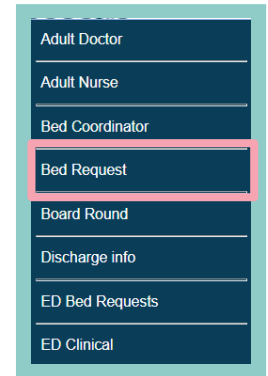 Adult Doctor
Adult Nurse
Bed Coordinator
Bed Request
Board Round
Discharge info
ED Bed Requests
ED Clinical